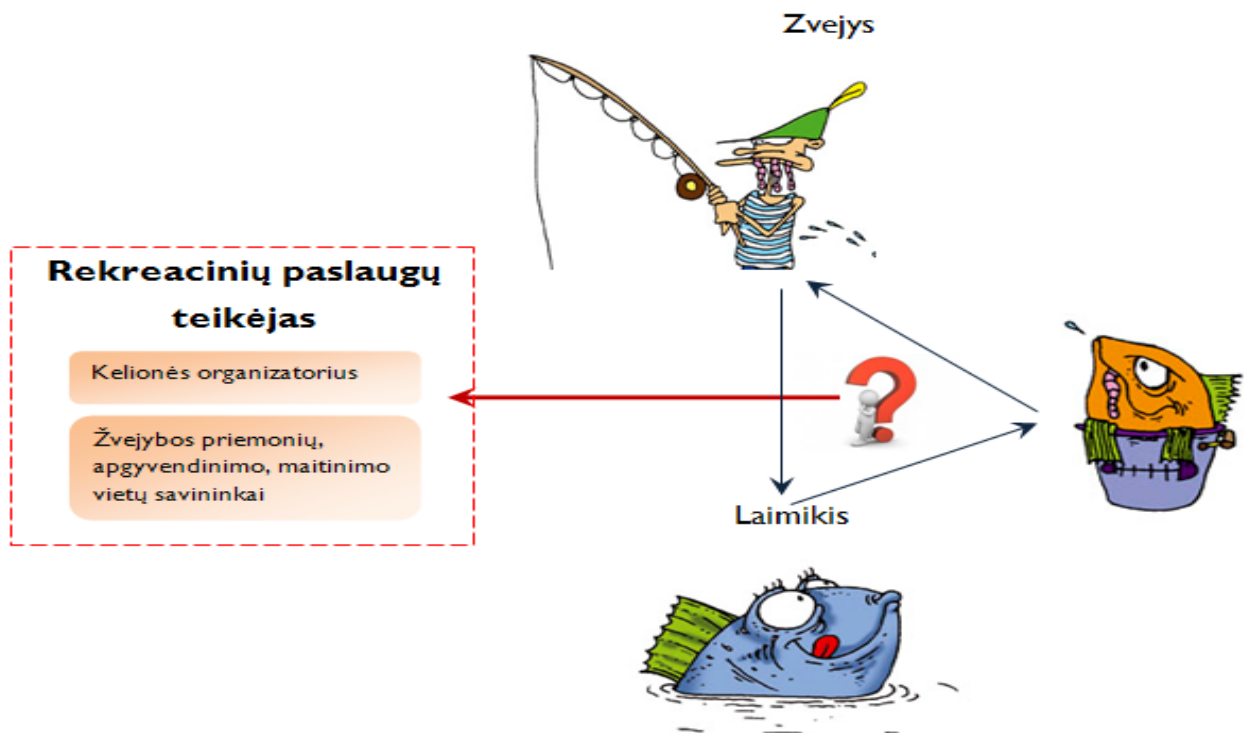 Zvejys
Rekreacinių paslaugų
teikėjas
Kelionės organizatorius
Žvejybos priemonių,
apgyvendinimo, maitinimo
vietų savininkai
Laimikis